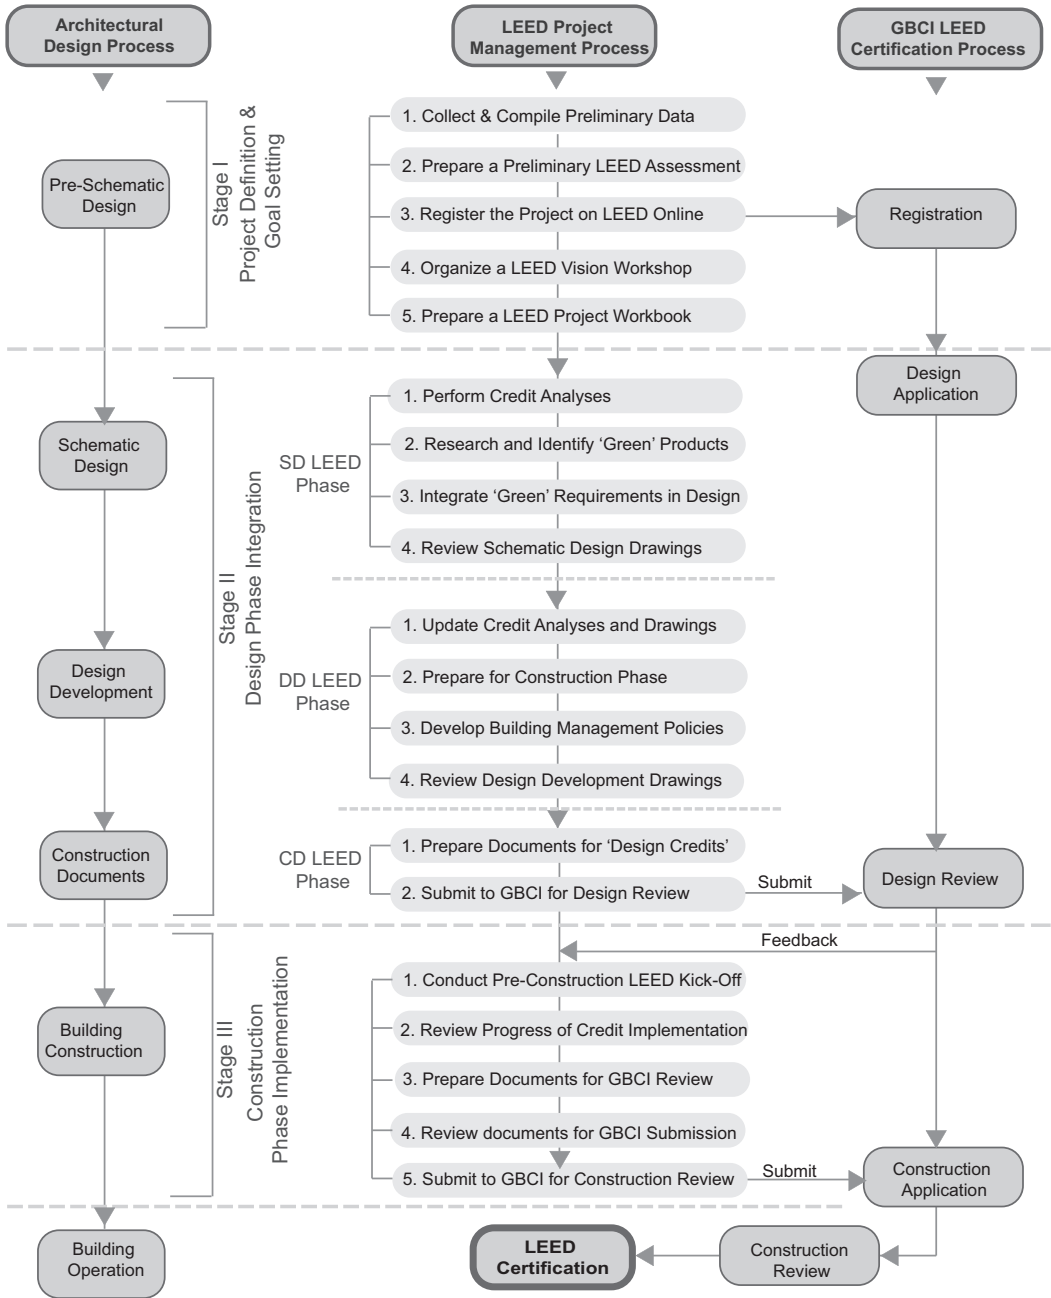 Architectural
Design Process
LEED Project
Management Process
GBCI LEED
Certification Process
Stage I
Project Definition &
Goal Setting
Pre-Schematic
Design
1. Collect & Compile Preliminary Data
2. Prepare a Preliminary LEED Assessment
3. Register the Project on LEED Online
4. Organize a LEED Vision Workshop
5. Prepare a LEED Project Workbook
Registration
Design
Application
Stage II
Design Phase Integration
Schematic
Design
SD LEED
Phase
1. Perform Credit Analyses
2. Research and Identify ‘Green’ Products
3. Integrate ‘Green’ Requirements in Design
4. Review Schematic Design Drawings
Design
Development
DD LEED
Phase
1. Update Credit Analyses and Drawings
2. Prepare for Construction Phase
3. Develop Building Management Policies
4. Review Design Development Drawings
Construction
Documents
CD LEED
Phase
1. Prepare Documents for ‘Design Credits’
2. Submit to GBCI for Design Review
Submit
Design Review
Feedback
Stage III
Construction
Phase Implementation
Building
Construction
1. Conduct Pre-Construction LEED Kick-Off
2. Review Progress of Credit Implementation
3. Prepare Documents for GBCI Review
4. Review documents for GBCI Submission
5. Submit to GBCI for Construction Review
Submit
Construction
Application
Building
Operation
LEED
Certification
Construction
Review